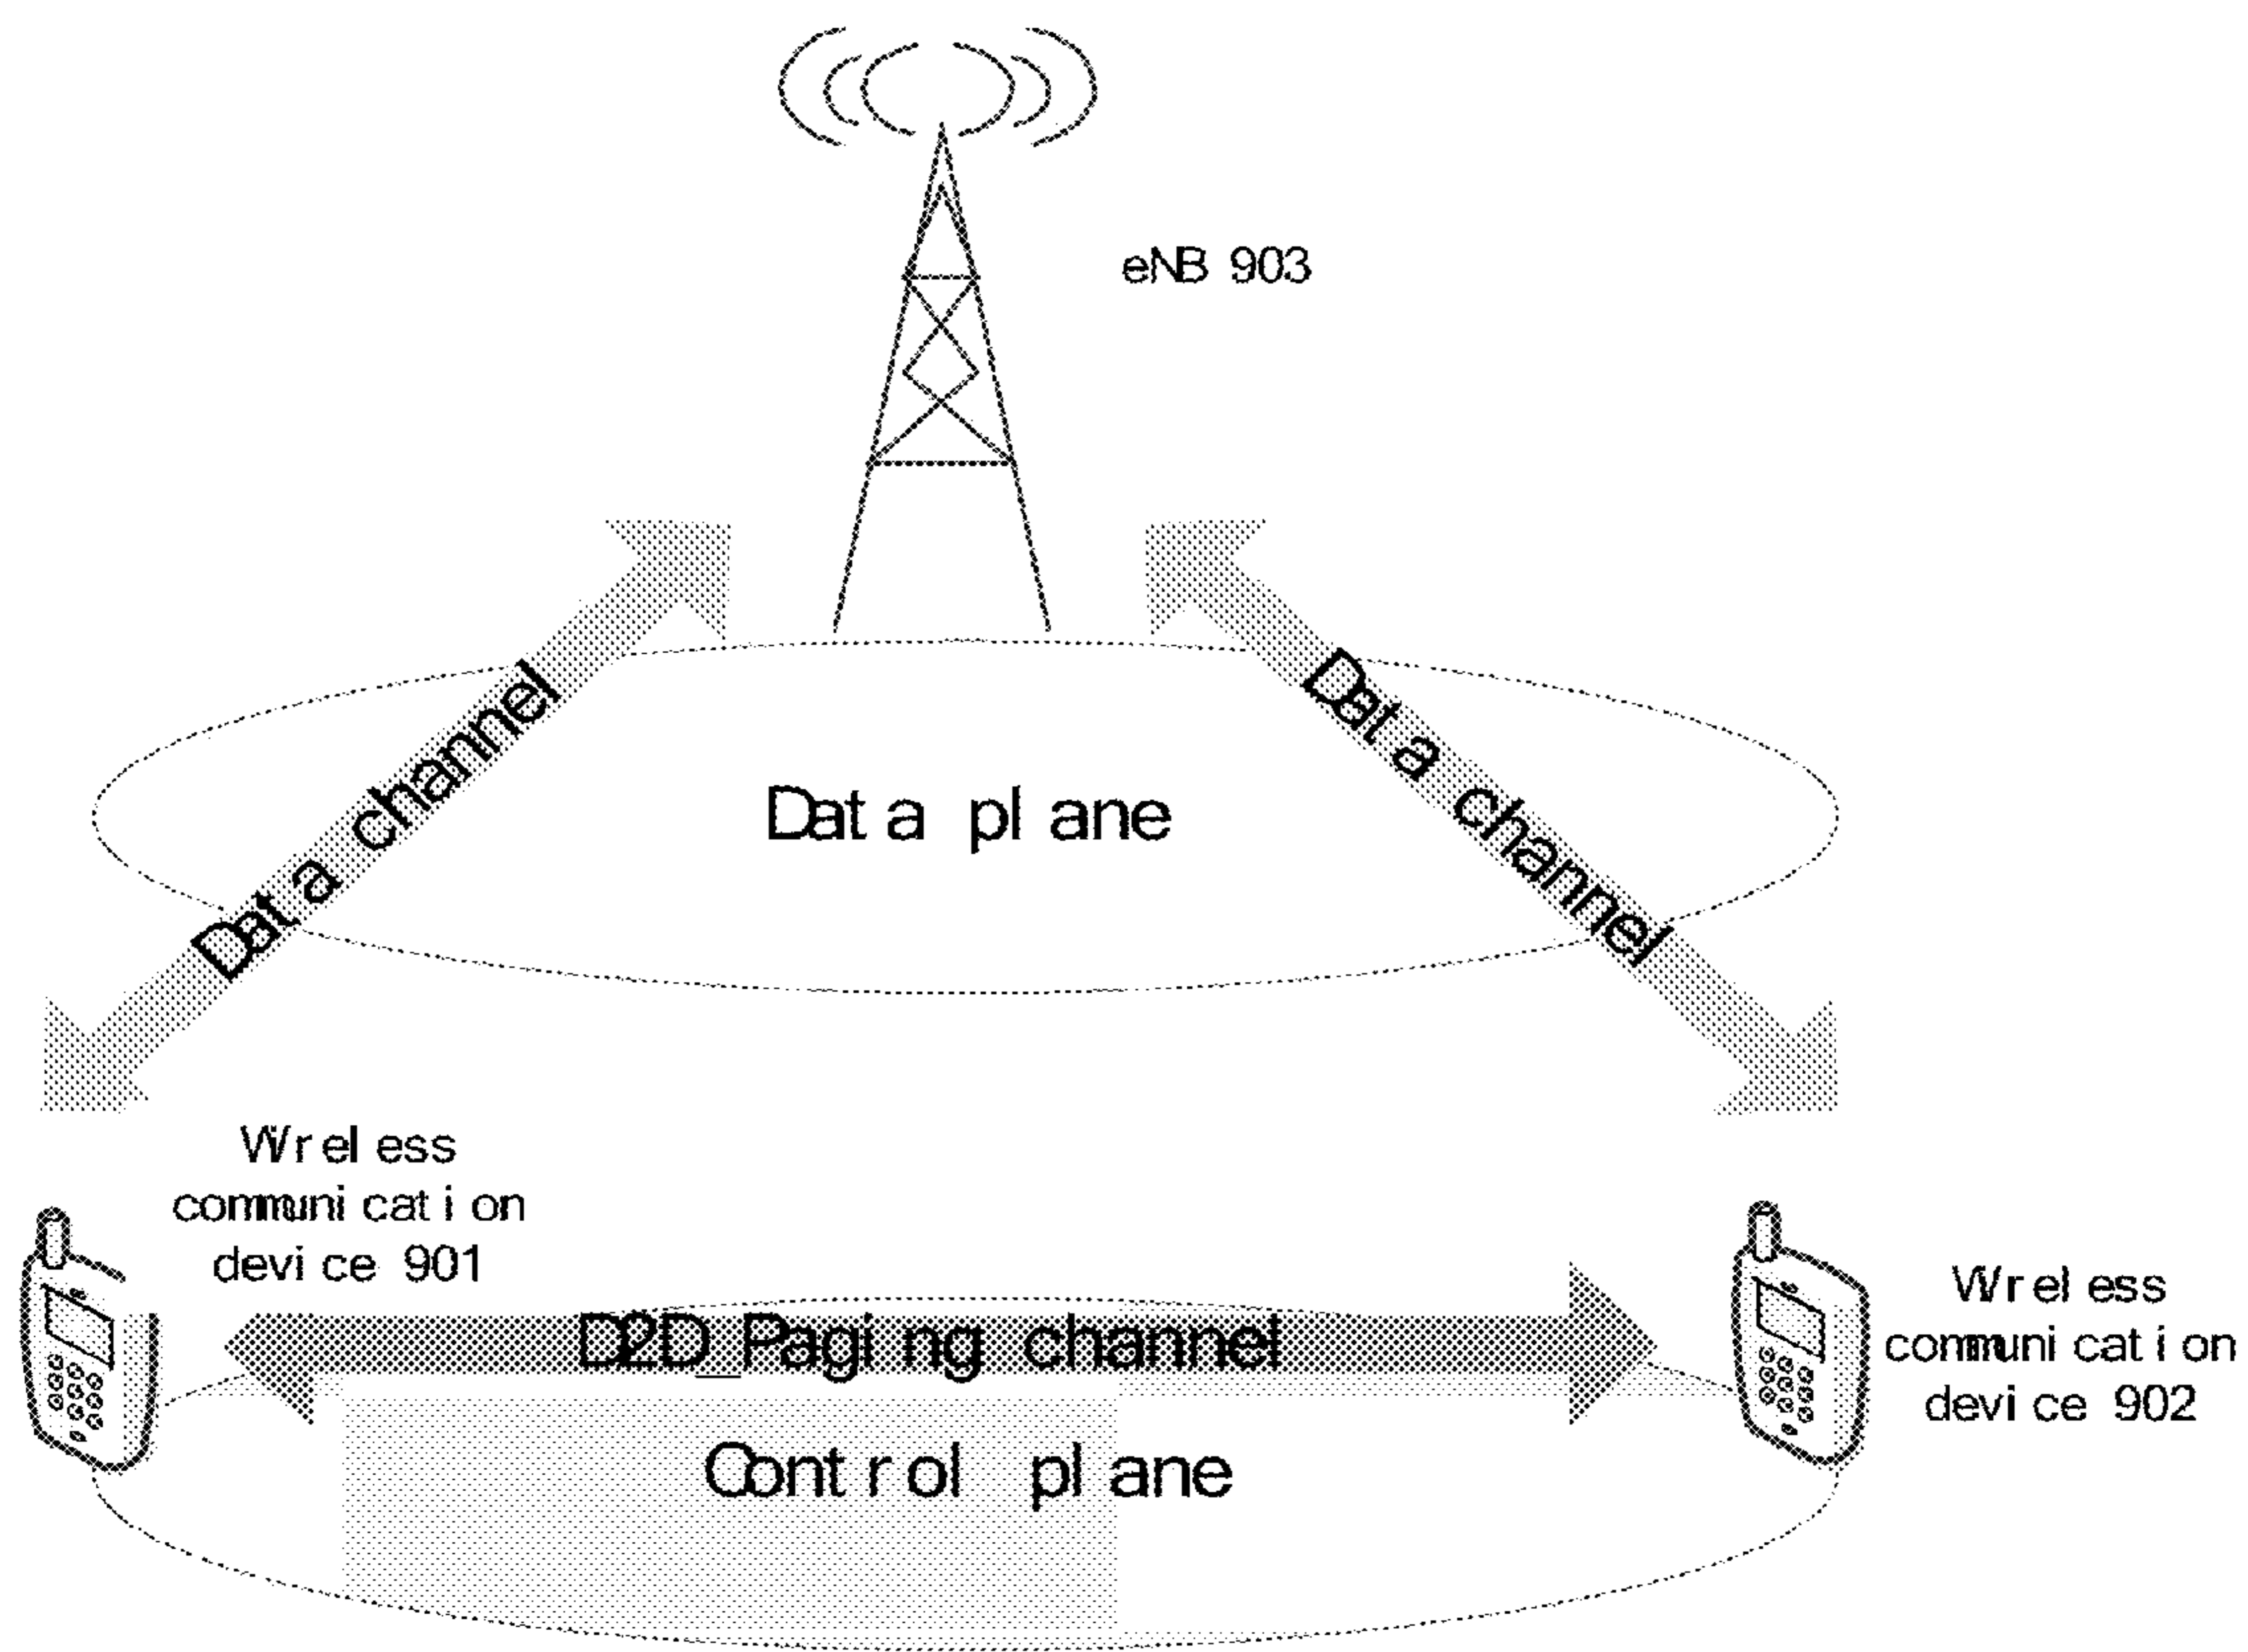 eNB 903
Data channel
Data channel
Data plane
Wireless
communication
device 901
D2D_Paging channel
Wireless
communication
device 902
Control plane